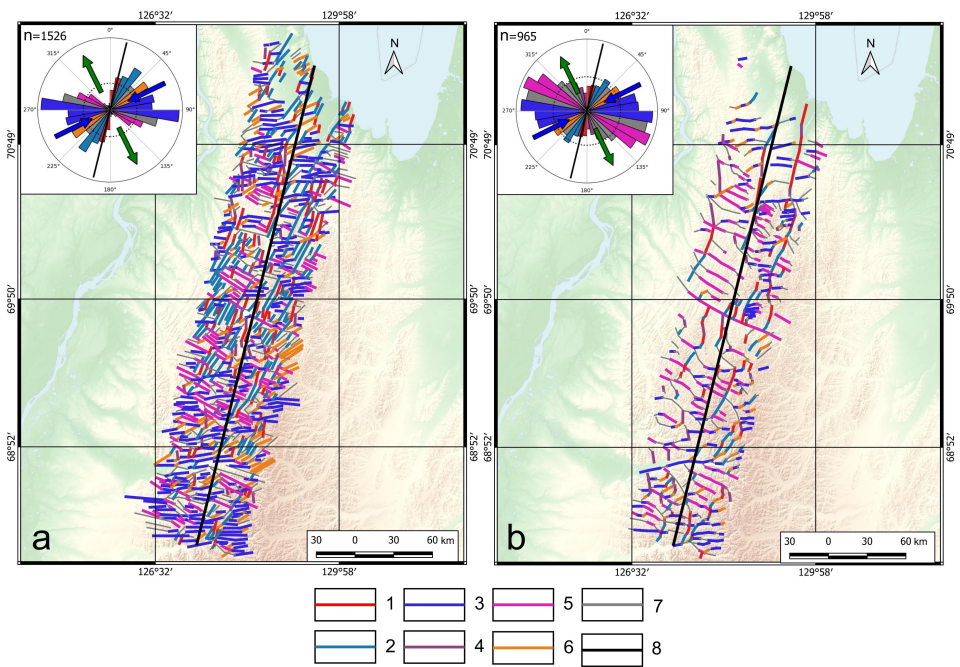 126°32' 129°58' 126°32' 129°58'
n=1526 n=965
0° 0°
315° 45° 315° 45°
N N
270° 90° 270° 90°
225° 135° 225° 135°
180° 180°
70°49' 70°49' 70°49'
69°50' 69°50' 69°50'
68°52' 68°52' 68°52'
a b
30 0 30 60 km 30 0 30 60 km
126°32' 129°58' 126°32' 129°58'
1 3 5 7
2 4 6 8